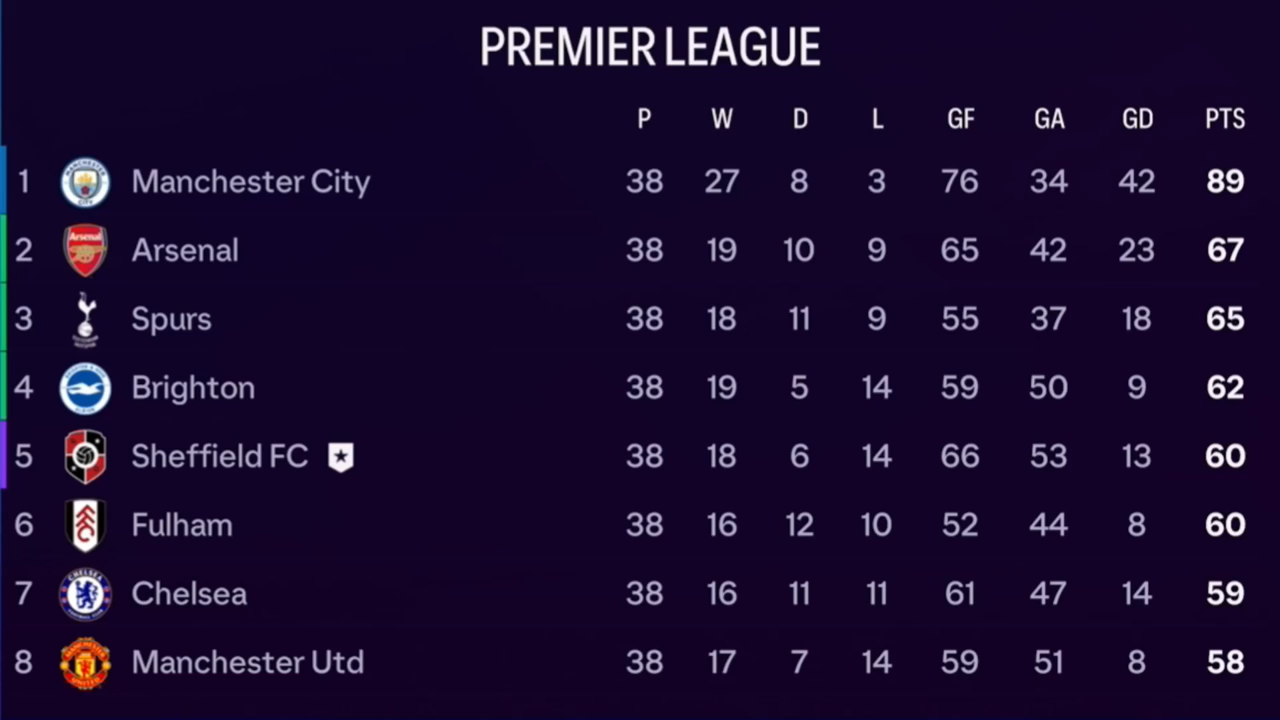 PREMIER LEAGUE
P W D L GF GA GD PTS
1 Manchester City 38 27 8 3 76 34 42 89
2 Arsenal 38 19 10 9 65 42 23 67
3 Spurs 38 18 11 9 55 37 18 65
4 Brighton 38 19 5 14 59 50 9 62
5 Sheffield FC 38 18 6 14 66 53 13 60
6 Fulham 38 16 12 10 52 44 8 60
7 Chelsea 38 16 11 11 61 47 14 59
8 Manchester Utd 38 17 7 14 59 51 8 58